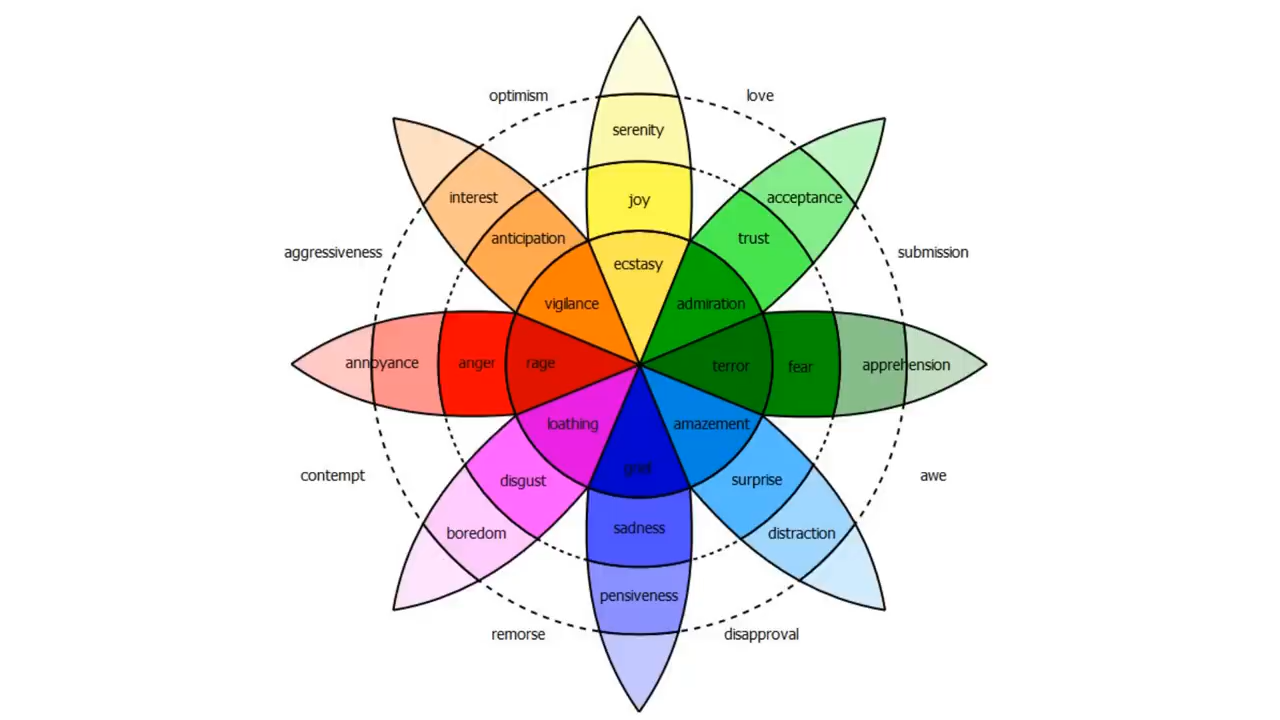 optimism
love
serenity
interest
joy
acceptance
anticipation
trust
aggressiveness
ecstasy
submission
vigilance
admiration
annoyance
anger
rage
terror
fear
apprehension
loathing
amazement
contempt
disgust
grief
surprise
awe
boredom
sadness
distraction
pensiveness
remorse
disapproval